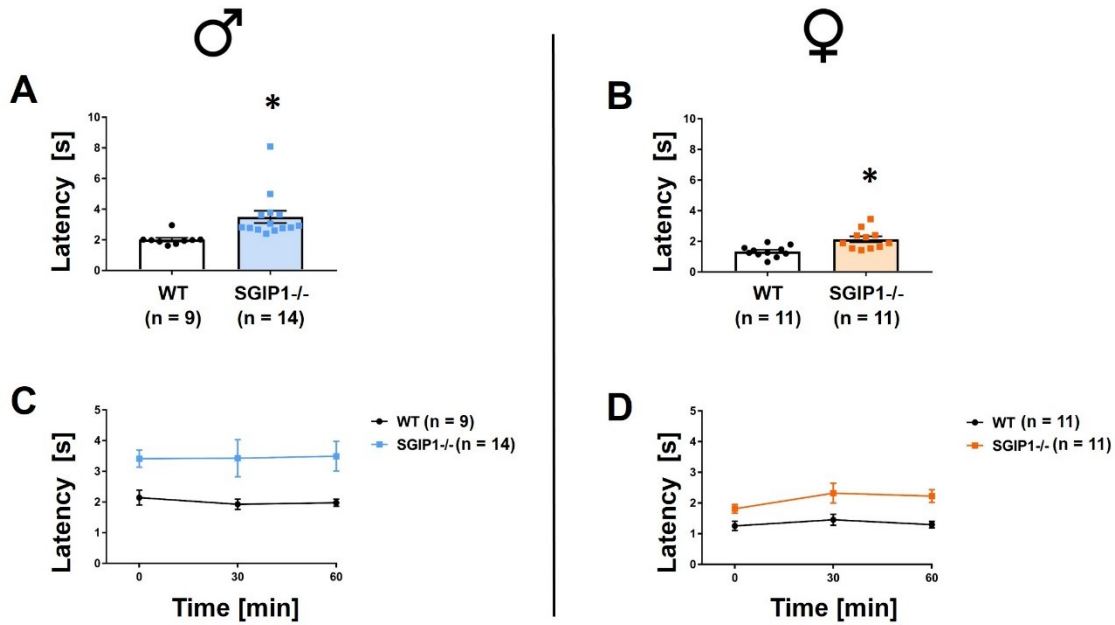 ♂
♀
A
*
Latency [s]
10
8
6
4
2
0
WT
(n = 9)
SGIP1-/-
(n = 14)
B
*
Latency [s]
10
8
6
4
2
0
WT
(n = 11)
SGIP1-/-
(n = 11)
C
Latency [s]
5
4
3
2
1
0
0
30
60
Time [min]
WT (n = 9)
SGIP1-/- (n = 14)
D
Latency [s]
5
4
3
2
1
0
0
30
60
Time [min]
WT (n = 11)
SGIP1-/- (n = 11)